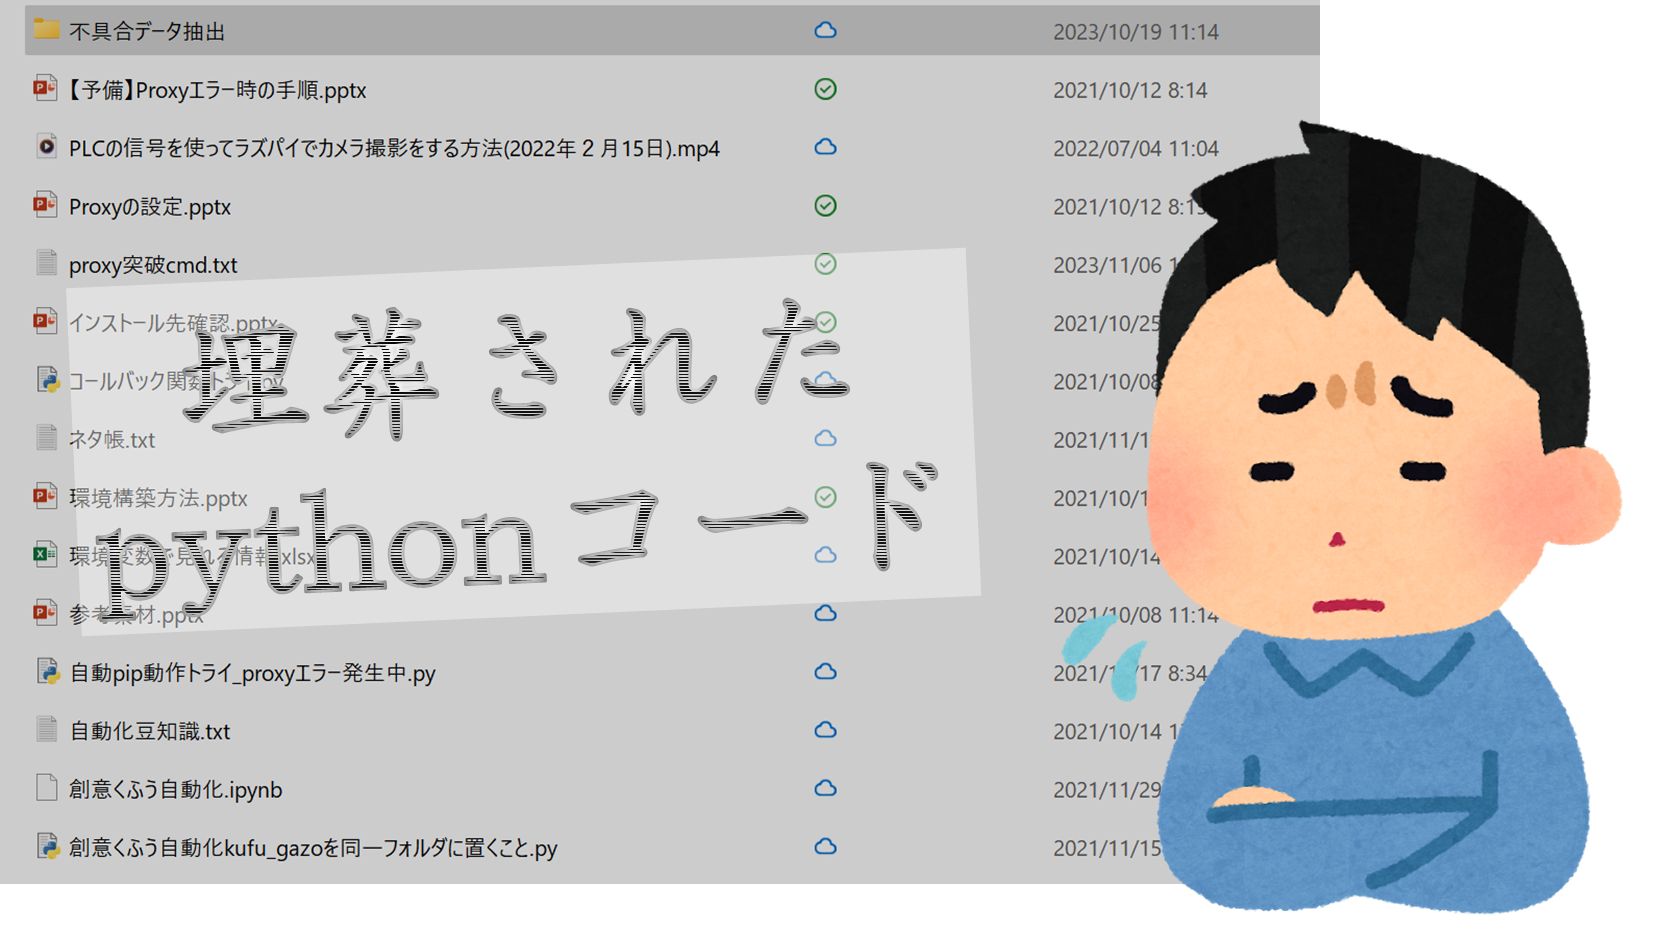 不具合データ抽出 2023/10/19 11:14
【予備】Proxyエラー時の手順.pptx 2021/10/12 8:14
PLCの信号を使ってラズパイでカメラ撮影をする方法(2022年２月15日).mp4 2022/07/04 11:04
Proxyの設定.pptx 2021/10/12 8:15
proxy突破cmd.txt 2023/11/06
インストール先確認.pptx 2021/10/25
コールバック関数トライ.py 2021/10/08
ネタ帳.txt 2021/11/1
環境構築方法.pptx 2021/10/1
環境変数で見れる情報.xlsx 2021/10/14
参考素材.pptx 2021/10/08 11:14
自動pip動作トライ_proxyエラー発生中.py 2021/1 17 8:34
自動化豆知識.txt 2021/10/14 1
創意くふう自動化.ipynb 2021/11/29
創意くふう自動化kufu_gazoを同一フォルダに置くこと.py 2021/11/15
埋葬された
pythonコード